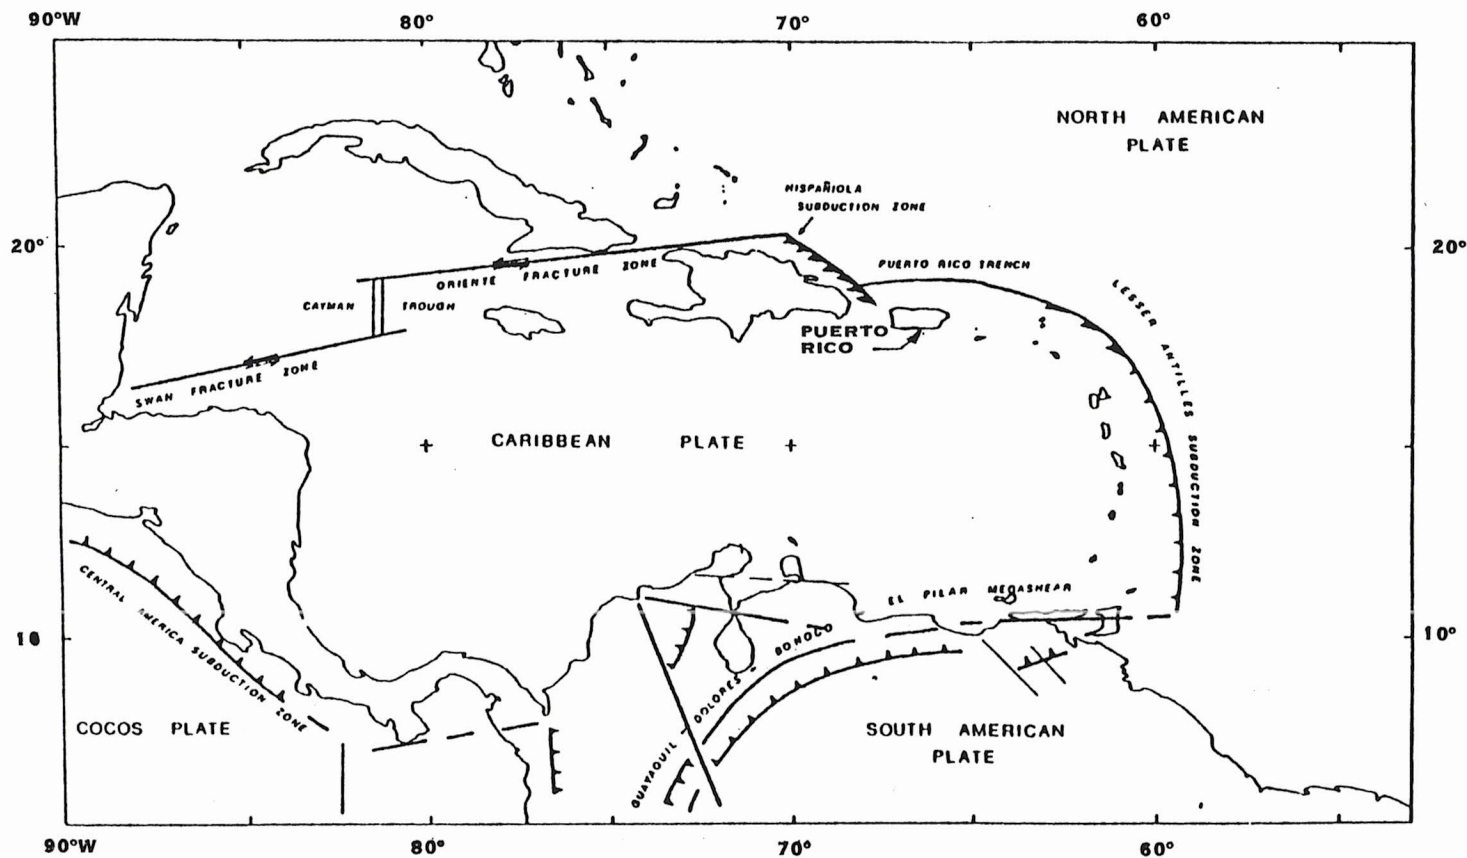 90°W 80° 70° 60°
NORTH AMERICAN
PLATE
HISPAÑIOLA
SUBDUCTION ZONE
20° 20°
PUERTO RICO TRENCH
ORIENTE FRACTURE ZONE
CAYMAN TROUGH
LESSER ANTILLES SUBDUCTION ZONE
PUERTO
RICO
SWAN FRACTURE ZONE
CARIBBEAN PLATE
CENTRAL AMERICA SUBDUCTION ZONE
EL PILAR MEGASHEAR
10 10°
GUAYAQUIL - DOLORES - BONOCO
COCOS PLATE
SOUTH AMERICAN
PLATE
90°W 80° 70° 60°